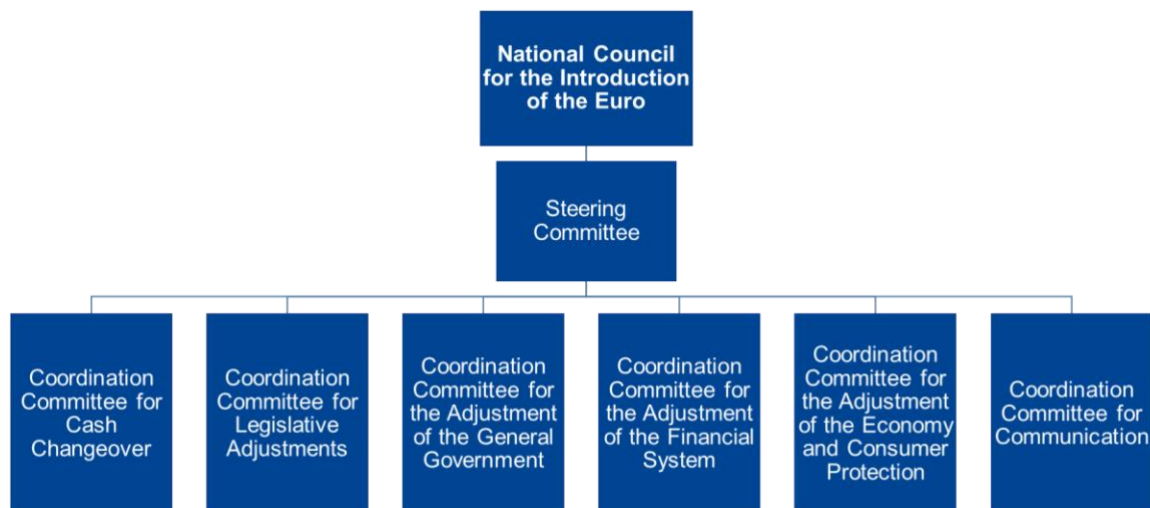 National Council
for the Introduction
of the Euro
Steering
Committee
Coordination
Committee for
Cash
Changeover
Coordination
Committee for
Legislative
Adjustments
Coordination
Committee for
the Adjustment
of the General
Government
Coordination
Committee for
the Adjustment
of the Financial
System
Coordination
Committee for
the Adjustment
of the Economy
and Consumer
Protection
Coordination
Committee for
Communication